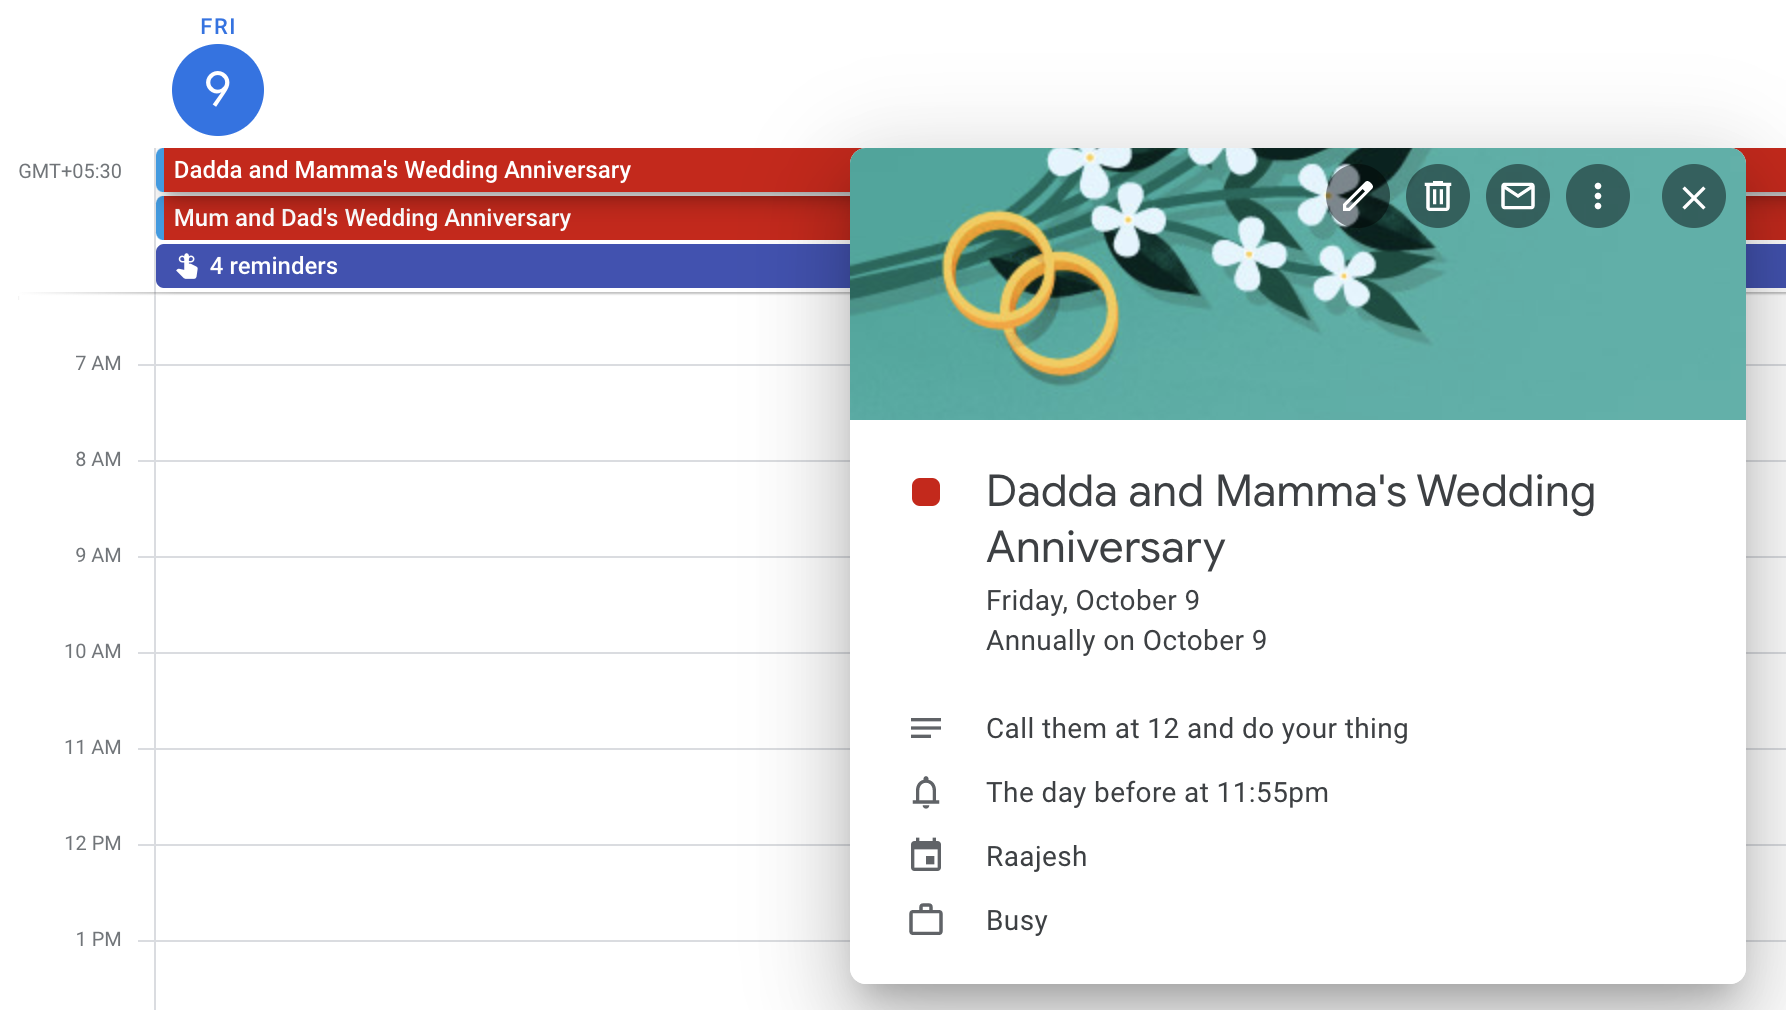 FRI
9
GMT+05:30
Dadda and Mamma's Wedding Anniversary
Mum and Dad's Wedding Anniversary
4 reminders
7 AM
8 AM
9 AM
10 AM
11 AM
12 PM
1 PM
Dadda and Mamma's Wedding
Anniversary
Friday, October 9
Annually on October 9
Call them at 12 and do your thing
The day before at 11:55pm
Raajesh
Busy